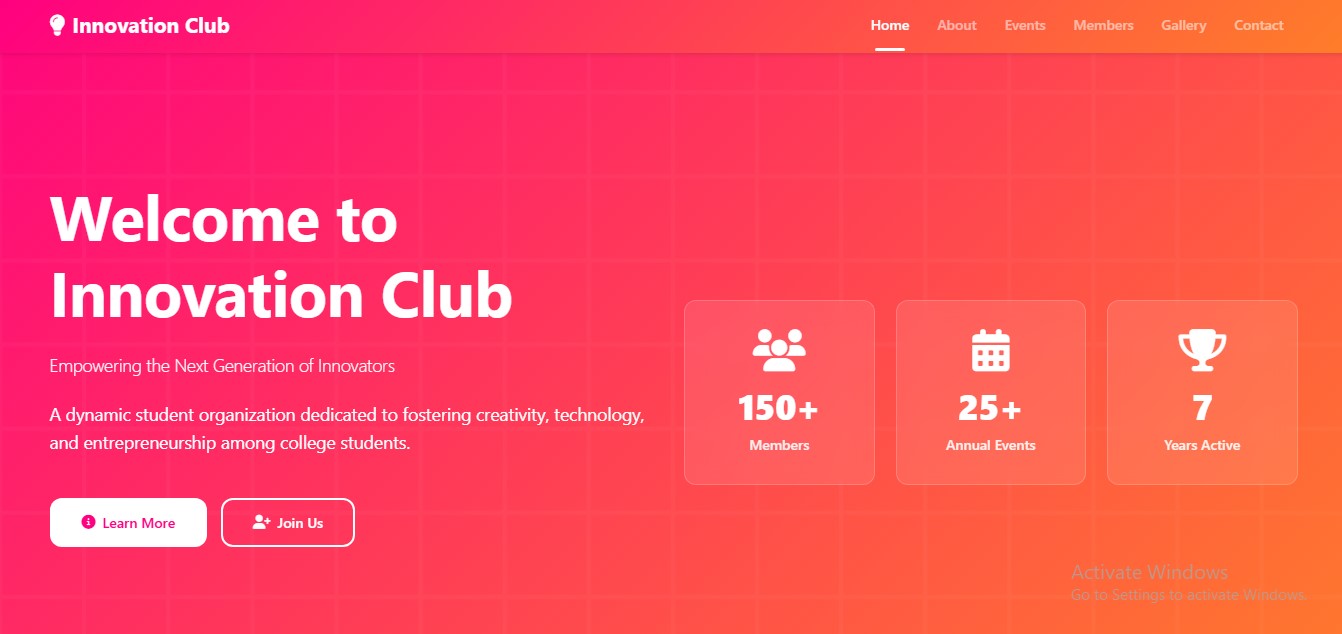 Innovation Club
Home About Events Members Gallery Contact
Welcome to
Innovation Club
Empowering the Next Generation of Innovators
A dynamic student organization dedicated to fostering creativity, technology,
and entrepreneurship among college students.
Learn More Join Us
150+
Members
25+
Annual Events
7
Years Active
Activate Windows
Go to Settings to activate Windows.